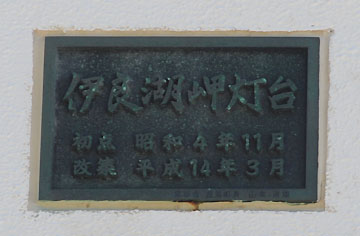 伊良湖岬灯台
初点 昭和4年11月
改築 平成14年3月